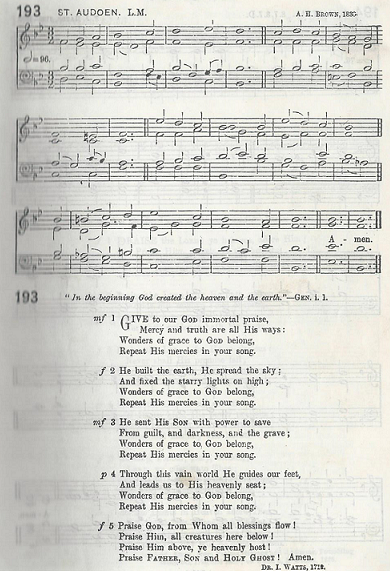 193 ST. AUDOEN. L.M. A. H. BROWN, 1835-
♩=96.
A - men.
193
"In the beginning God created the heaven and the earth."—GEN. i. 1.
mf 1 GIVE to our GOD immortal praise,
Mercy and truth are all His ways:
Wonders of grace to GOD belong,
Repeat His mercies in your song.
f 2 He built the earth, He spread the sky;
And fixed the starry lights on high;
Wonders of grace to GOD belong,
Repeat His mercies in your song.
mf 3 He sent His SON with power to save
From guilt, and darkness, and the grave;
Wonders of grace to GOD belong,
Repeat His mercies in your song.
p 4 Through this vain world He guides our feet,
And leads us to His heavenly seat;
Wonders of grace to GOD belong,
Repeat His mercies in your song.
f 5 Praise GOD, from Whom all blessings flow!
Praise Him, all creatures here below!
Praise Him above, ye heavenly host!
Praise FATHER, SON and HOLY GHOST! Amen.
DR. I. WATTS, 1719.